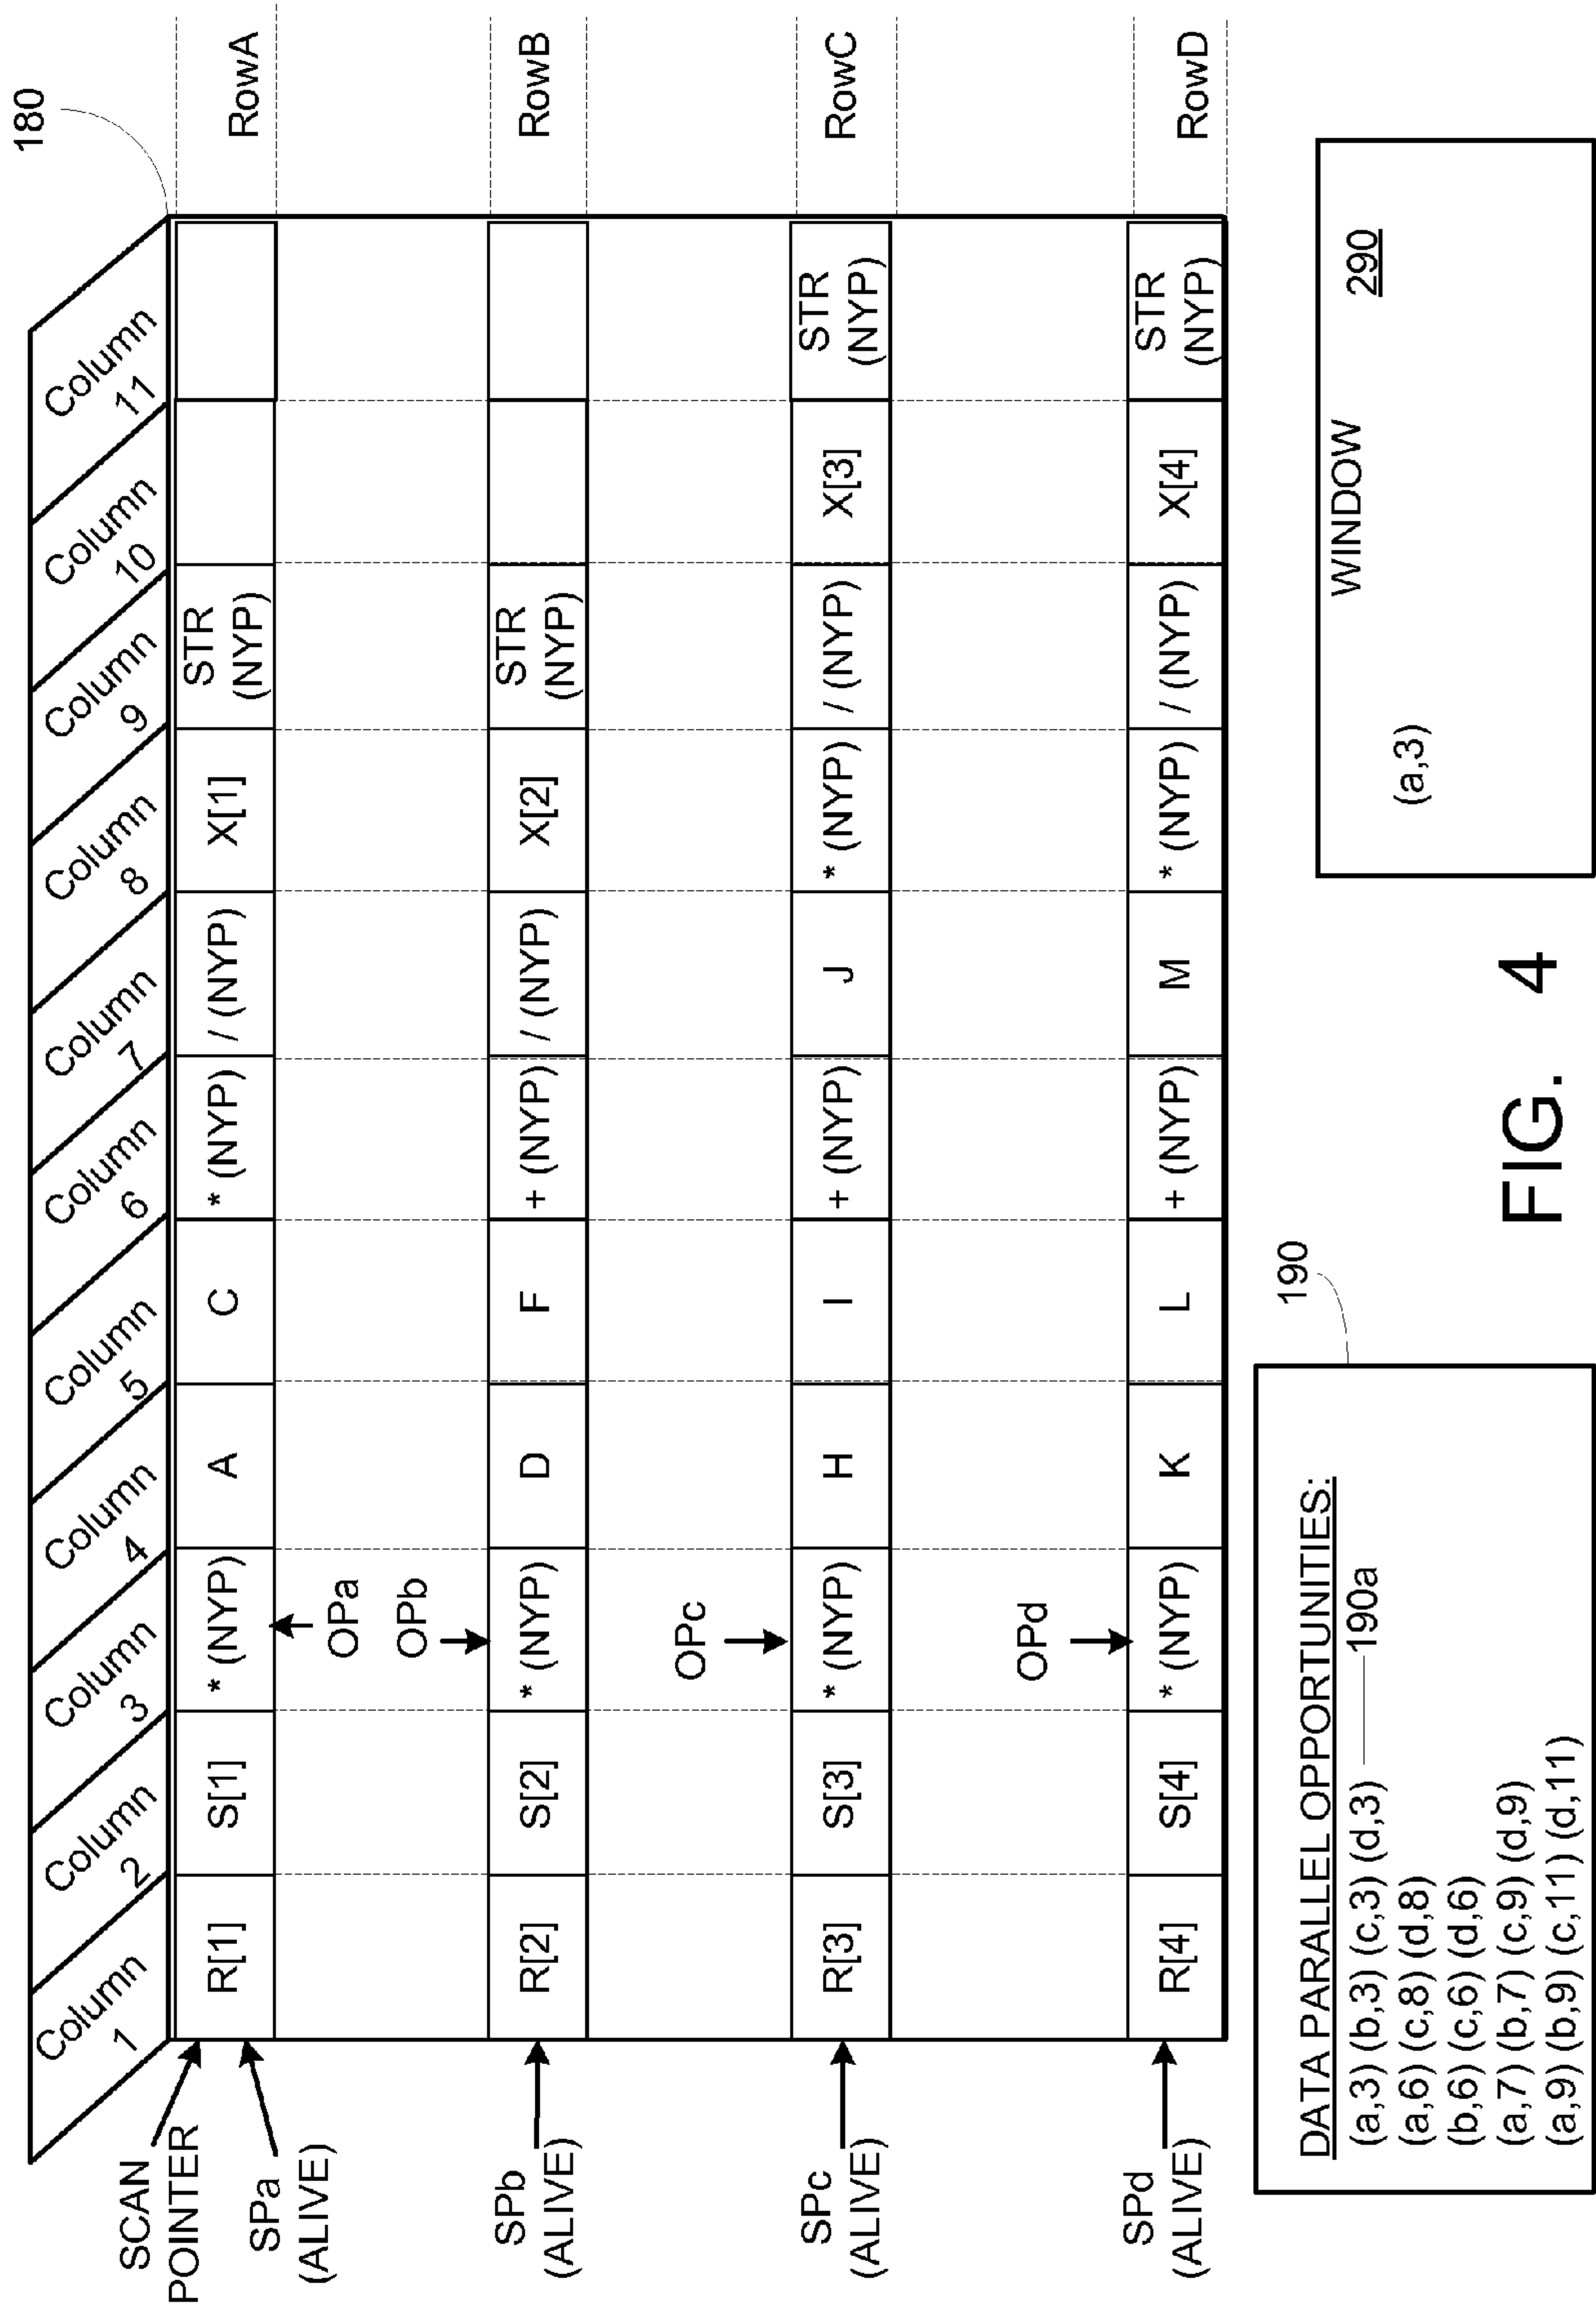 180
Column 1
Column 2
Column 3
Column 4
Column 5
Column 6
Column 7
Column 8
Column 9
Column 10
Column 11
SCAN
POINTER
SPa
(ALIVE)
R[1] S[1] * (NYP) A C * (NYP) / (NYP) X[1] STR (NYP)
RowA
OPa
OPb
SPb
(ALIVE)
R[2] S[2] * (NYP) D F + (NYP) / (NYP) X[2] STR (NYP)
RowB
OPc
SPc
(ALIVE)
R[3] S[3] * (NYP) H I + (NYP) J * (NYP) / (NYP) X[3] STR (NYP)
RowC
OPd
SPd
(ALIVE)
R[4] S[4] * (NYP) K L + (NYP) M * (NYP) / (NYP) X[4] STR (NYP)
RowD
190
DATA PARALLEL OPPORTUNITIES:
(a,3) (b,3) (c,3) (d,3) 190a
(a,6) (c,8) (d,8)
(b,6) (c,6) (d,6)
(a,7) (b,7) (c,9) (d,9)
(a,9) (b,9) (c,11) (d,11)
WINDOW 290
(a,3)
FIG. 4